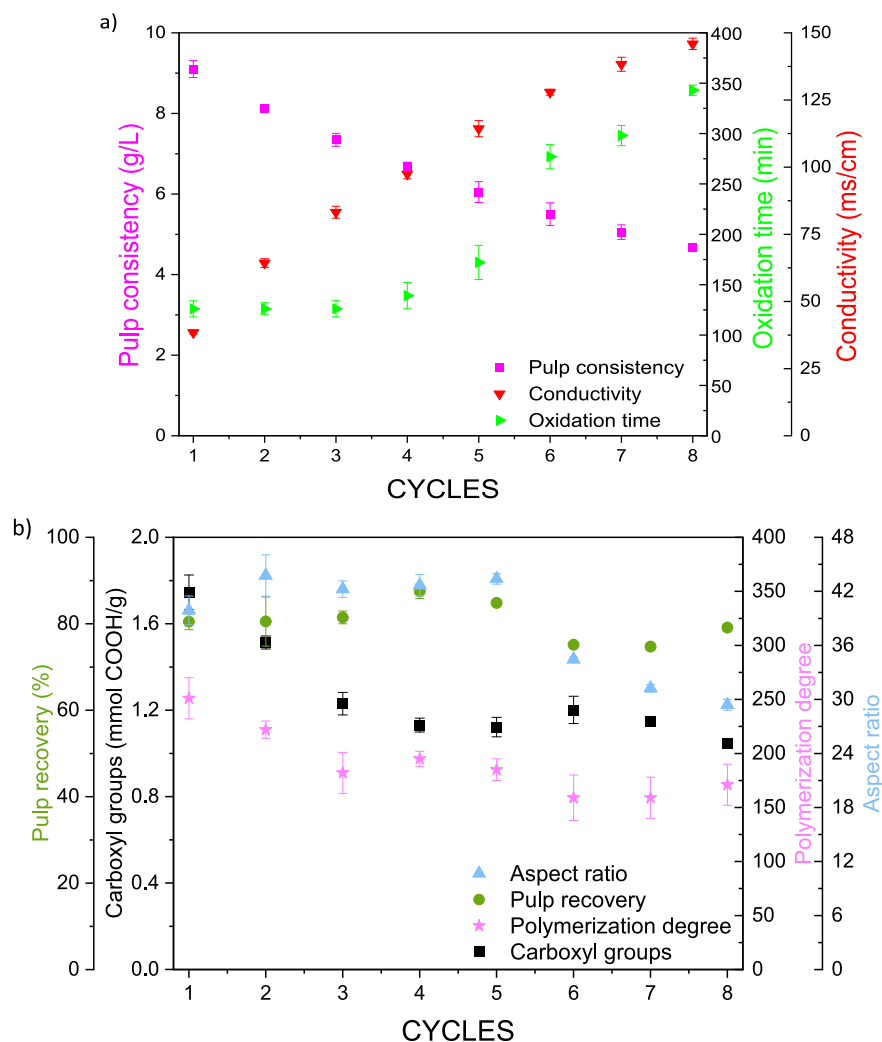 a)
10
8
6
4
2
0
Pulp consistency (g/L)
400
350
300
250
200
150
100
50
0
Oxidation time (min)
150
125
100
75
50
25
0
Conductivity (ms/cm)
Pulp consistency
Conductivity
Oxidation time
1 2 3 4 5 6 7 8
CYCLES
b)
100
80
60
40
20
0
Pulp recovery (%)
2.0
1.6
1.2
0.8
0.4
0.0
Carboxyl groups (mmol COOH/g)
400
350
300
250
200
150
100
50
0
Polymerization degree
48
42
36
30
24
18
12
6
0
Aspect ratio
Aspect ratio
Pulp recovery
Polymerization degree
Carboxyl groups
1 2 3 4 5 6 7 8
CYCLES